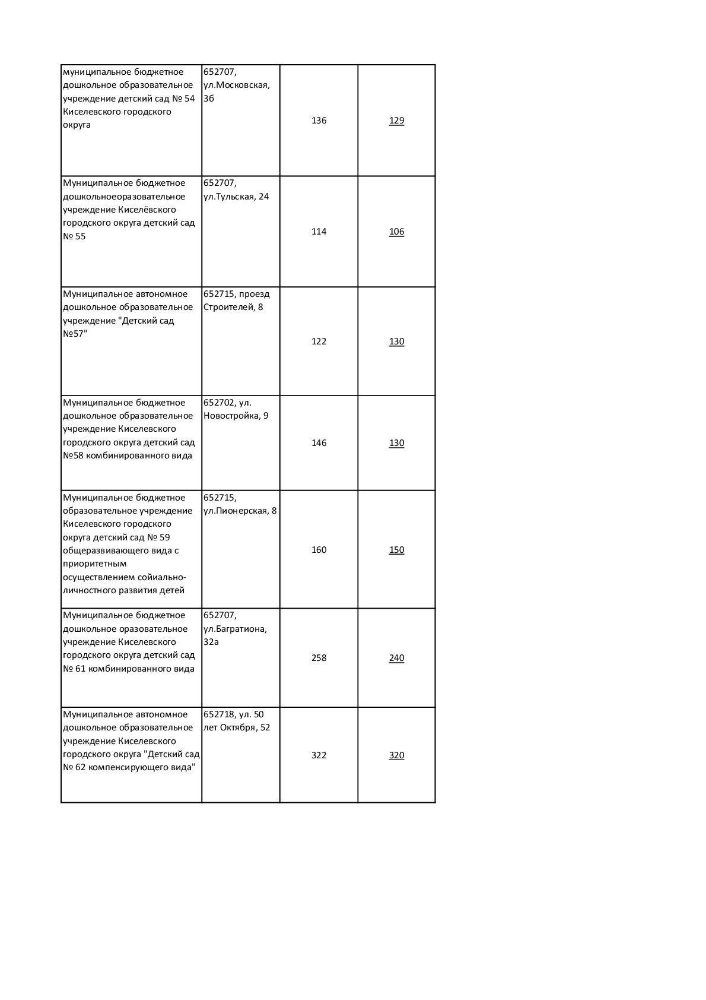 муниципальное бюджетное
дошкольное образовательное
учреждение детский сад № 54
Киселевского городского
округа
652707,
ул.Московская,
3б
136
129
Муниципальное бюджетное
дошкольноеоразовательное
учреждение Киселёвского
городского округа детский сад
№ 55
652707,
ул.Тульская, 24
114
106
Муниципальное автономное
дошкольное образовательное
учреждение "Детский сад
№57"
652715, проезд
Строителей, 8
122
130
Муниципальное бюджетное
дошкольное образовательное
учреждение Киселевского
городского округа детский сад
№58 комбинированного вида
652702, ул.
Новостройка, 9
146
130
Муниципальное бюджетное
образовательное учреждение
Киселевского городского
округа детский сад № 59
общеразвивающего вида с
приоритетным
осуществлением сойиально-
личностного развития детей
652715,
ул.Пионерская, 8
160
150
Муниципальное бюджетное
дошкольное оразовательное
учреждение Киселевского
городского округа детский сад
№ 61 комбинированного вида
652707,
ул.Багратиона,
32а
258
240
Муниципальное автономное
дошкольное образовательное
учреждение Киселевского
городского округа "Детский сад
№ 62 компенсирующего вида"
652718, ул. 50
лет Октября, 52
322
320